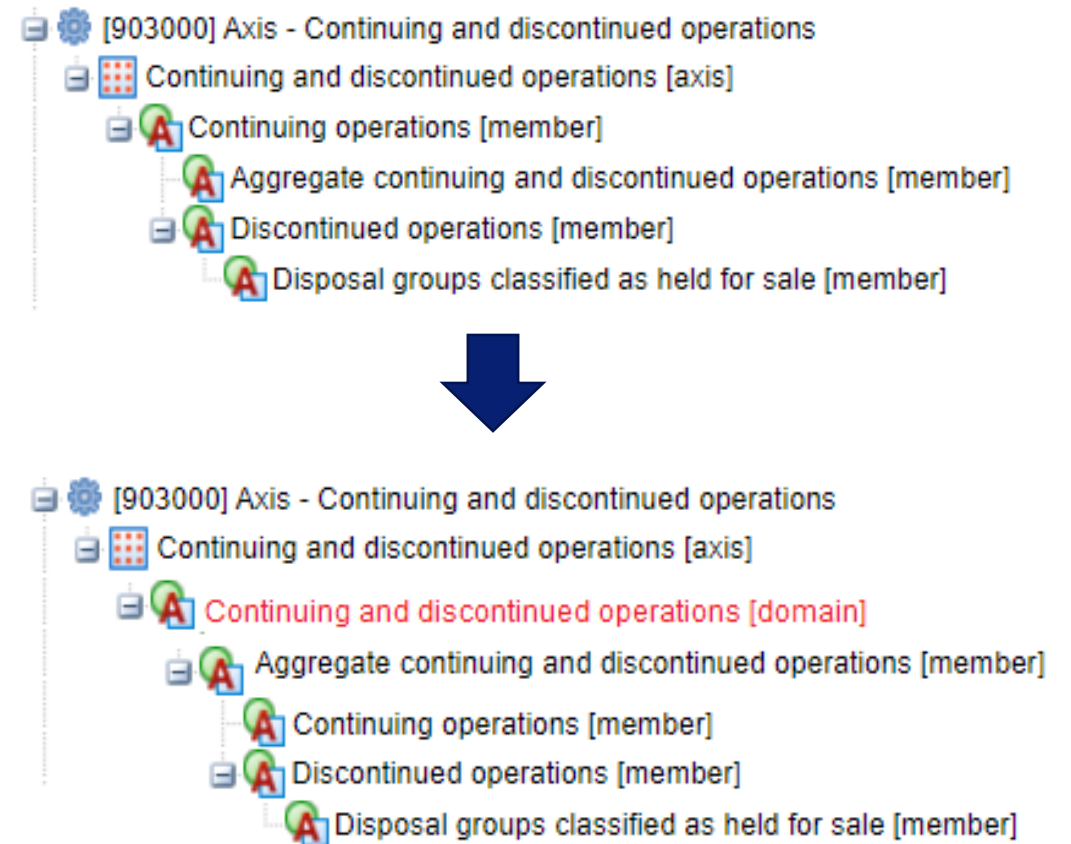 [903000] Axis - Continuing and discontinued operations
Continuing and discontinued operations [axis]
Continuing operations [member]
Aggregate continuing and discontinued operations [member]
Discontinued operations [member]
Disposal groups classified as held for sale [member]
[903000] Axis - Continuing and discontinued operations
Continuing and discontinued operations [axis]
Continuing and discontinued operations [domain]
Aggregate continuing and discontinued operations [member]
Continuing operations [member]
Discontinued operations [member]
Disposal groups classified as held for sale [member]